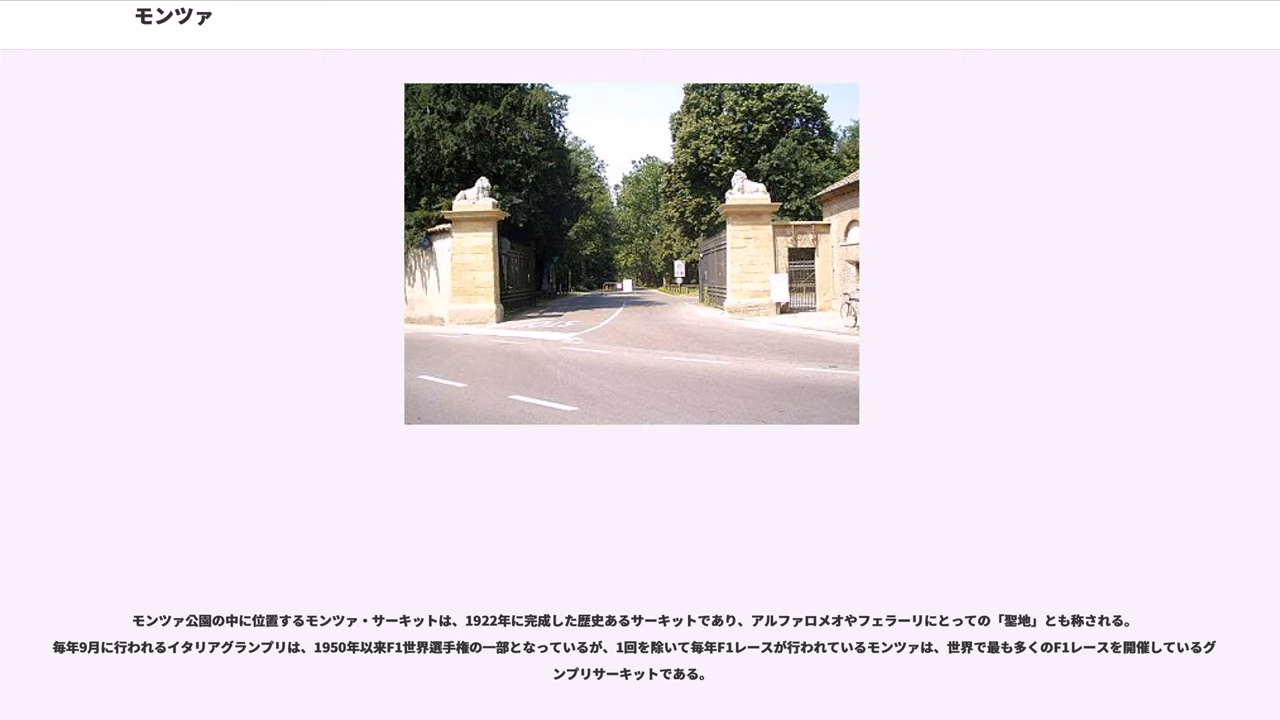 モンツァ
モンツァ公園の中に位置するモンツァ・サーキットは、1922年に完成した歴史あるサーキットであり、アルファロメオやフェラーリにとっての「聖地」とも称される。
毎年9月に行われるイタリアグランプリは、1950年以来F1世界選手権の一部となっているが、1回を除いて毎年F1レースが行われているモンツァは、世界で最も多くのF1レースを開催しているグ
ンプリサーキットである。